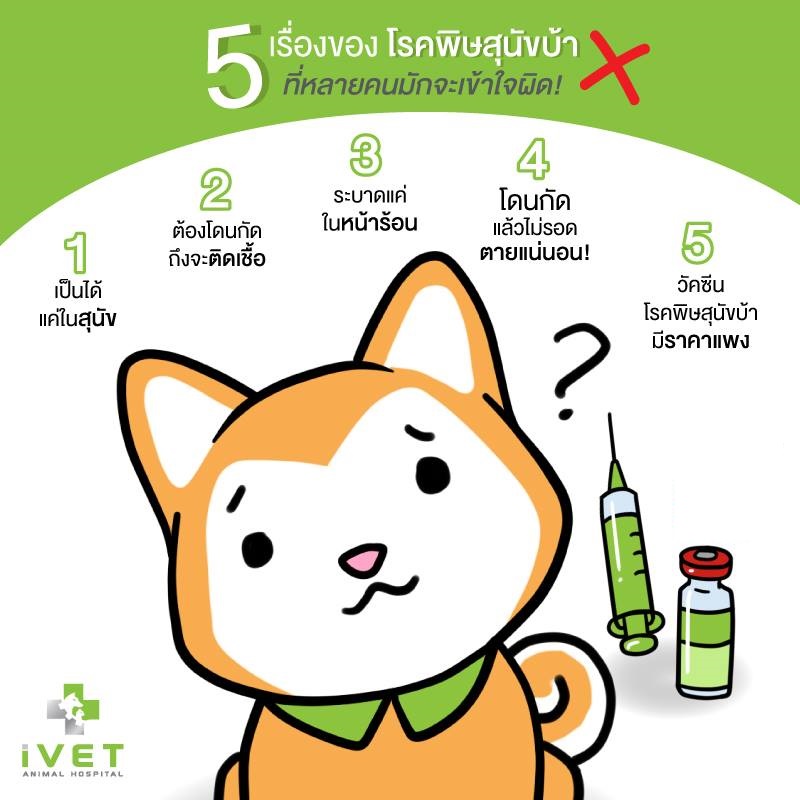 5 เรื่องของ โรคพิษสุนัขบ้า
ที่หลายคนมักจะเข้าใจผิด!
1
เป็นได้
แค่ในสุนัข
2
ต้องโดนกัด
ถึงจะติดเชื้อ
3
ระบาดแค่
ในหน้าร้อน
4
โดนกัด
แล้วไม่รอด
ตายแน่นอน!
5
วัคซีน
โรคพิษสุนัขบ้า
มีราคาแพง
?
iVET
ANIMAL HOSPITAL